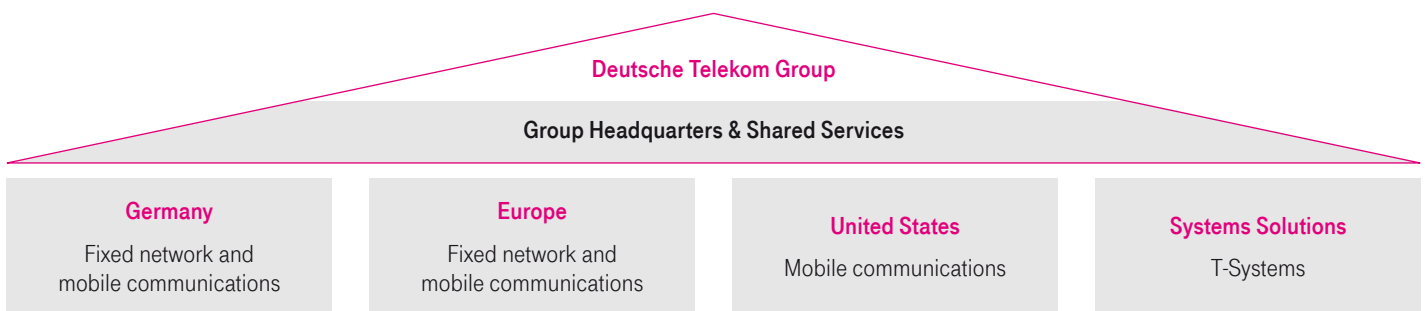 Deutsche Telekom Group
Group Headquarters & Shared Services
Germany
Fixed network and
mobile communications
Europe
Fixed network and
mobile communications
United States
Mobile communications
Systems Solutions
T-Systems